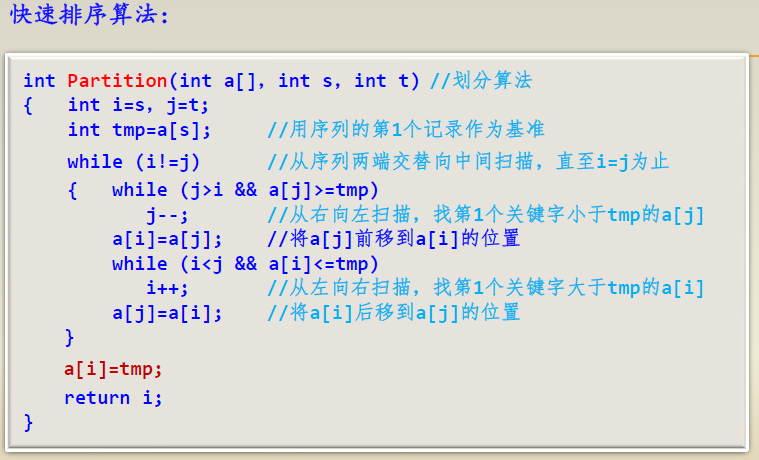 快速排序算法:
int Partition(int a[], int s, int t) //划分算法
{   int i=s, j=t;
    int tmp=a[s];     //用序列的第1个记录作为基准
    while (i!=j)      //从序列两端交替向中间扫描,直至i=j为止
    {   while (j>i && a[j]>=tmp)
           j--;       //从右向左扫描,找第1个关键字小于tmp的a[j]
        a[i]=a[j];    //将a[j]前移到a[i]的位置
        while (i<j && a[i]<=tmp)
           i++;       //从左向右扫描,找第1个关键字大于tmp的a[i]
        a[j]=a[i];    //将a[i]后移到a[j]的位置
    }
    a[i]=tmp;
    return i;
}